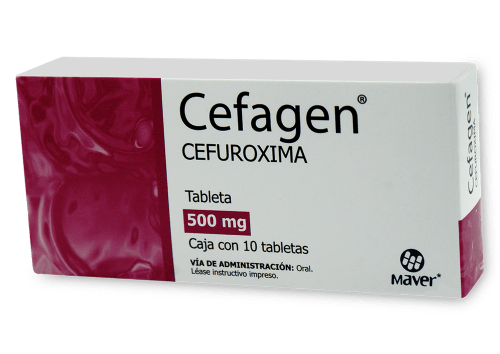 Cefagen®
CEFUROXIMA
Tableta
500 mg
Caja con 10 tabletas
VÍA DE ADMINISTRACIÓN: Oral.
Léase instructivo impreso.
Maver*
Cefagen®
CEFUROXIMA